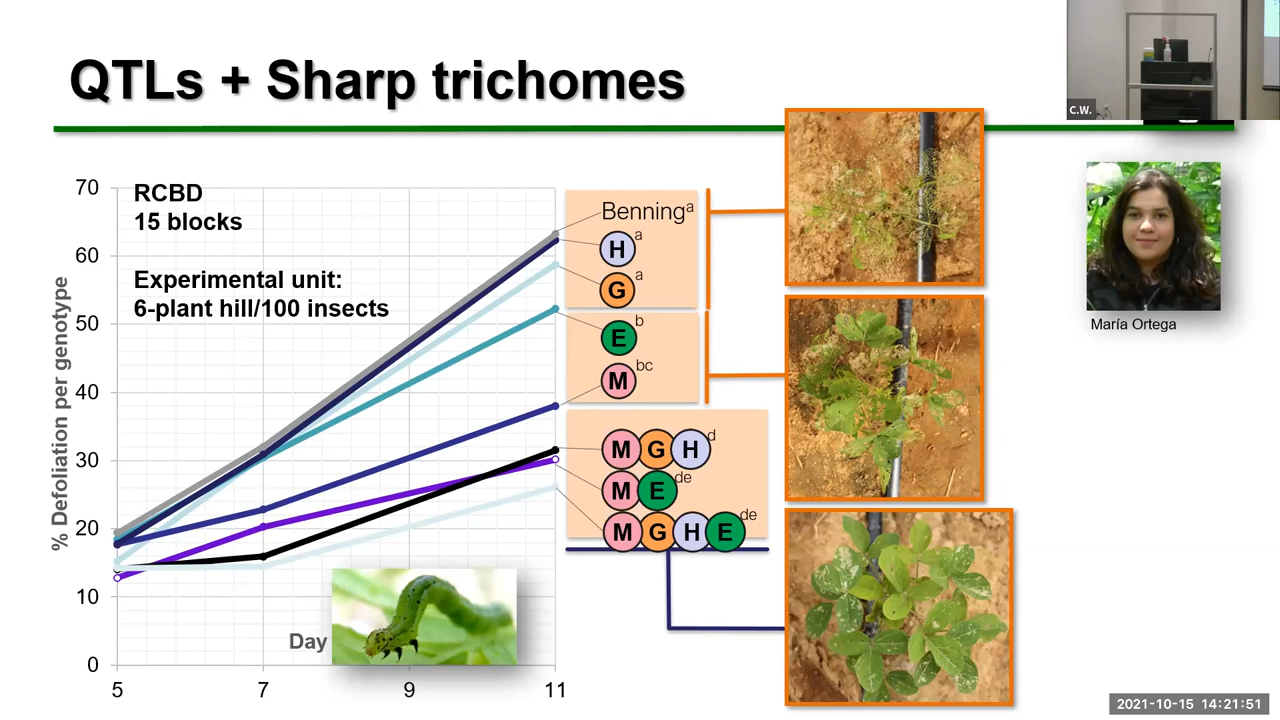 QTLs + Sharp trichomes
C.W.
María Ortega
RCBD
15 blocks
Experimental unit:
6-plant hill/100 insects
% Defoliation per genotype
70
60
50
40
30
20
10
0
5
7
9
11
Day
Benning a
H a
G a
E b
M bc
M G H d
M E de
M G H E de
2021-10-15 14:21:51